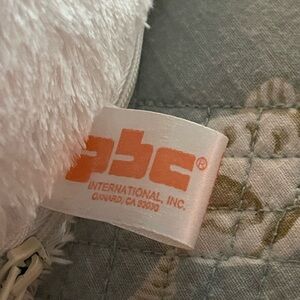 pbc®
INTERNATIONAL, INC.
OXNARD, CA 93030